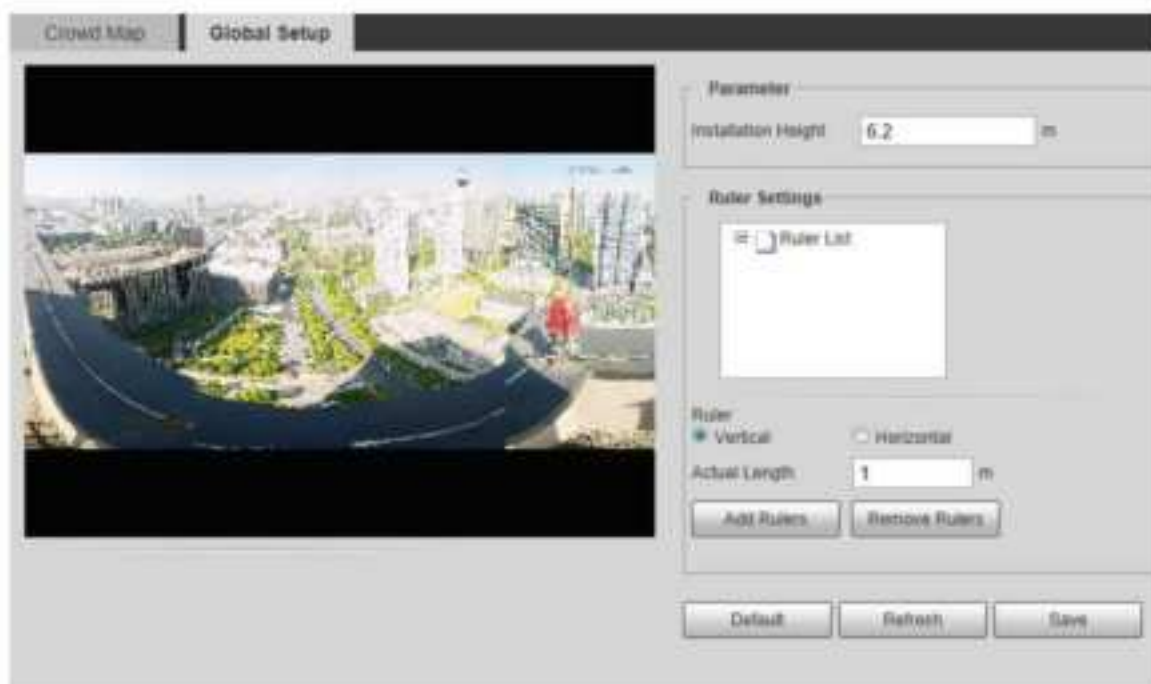 Crowd Map Global Setup
Parameter
Installation Height 6.2 m
Ruler Settings
Ruler List
Ruler
Vertical Horizontal
Actual Length 1 m
Add Rulers Remove Rulers
Default Refresh Save